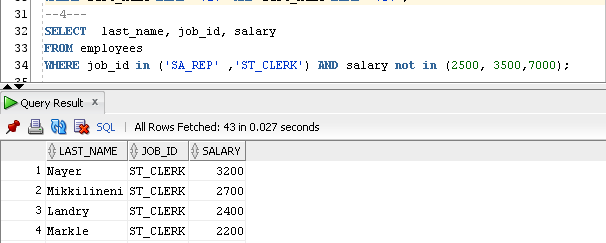 31 --4---
32 SELECT  last_name, job_id, salary
33 FROM employees
34 WHERE job_id in ('SA_REP' ,'ST_CLERK') AND salary not in (2500, 3500,7000);
Query Result x
SQL | All Rows Fetched: 43 in 0.027 seconds
LAST_NAME JOB_ID SALARY
1 Nayer ST_CLERK 3200
2 Mikkilineni ST_CLERK 2700
3 Landry ST_CLERK 2400
4 Markle ST_CLERK 2200